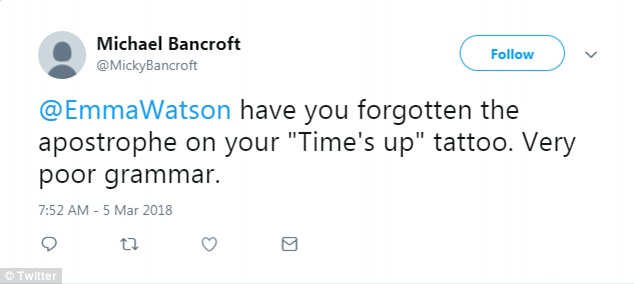 Michael Bancroft
@MickyBancroft
Follow
@EmmaWatson have you forgotten the
apostrophe on your "Time's up" tattoo. Very
poor grammar.
7:52 AM - 5 Mar 2018
© Twitter